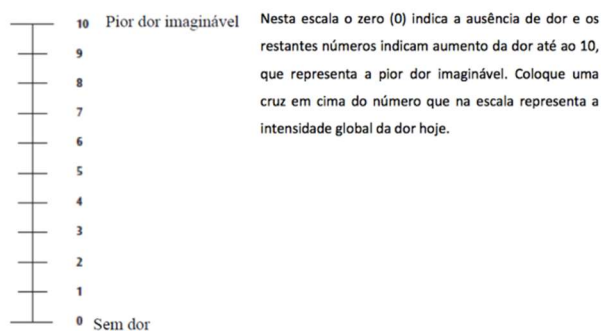 10 Pior dor imaginável
9
8
7
6
5
4
3
2
1
0 Sem dor
Nesta escala o zero (0) indica a ausência de dor e os
restantes números indicam aumento da dor até ao 10,
que representa a pior dor imaginável. Coloque uma
cruz em cima do número que na escala representa a
intensidade global da dor hoje.